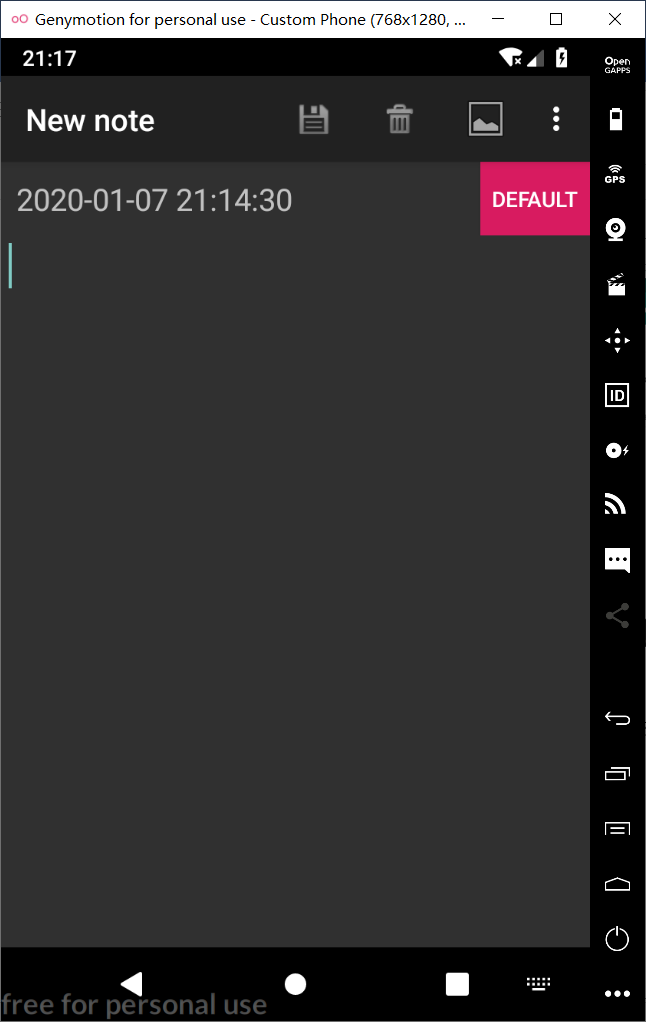 Genymotion for personal use - Custom Phone (768x1280, ...
21:17
Open
GAPPS
New note
GPS
2020-01-07 21:14:30
DEFAULT
ID
free for personal use